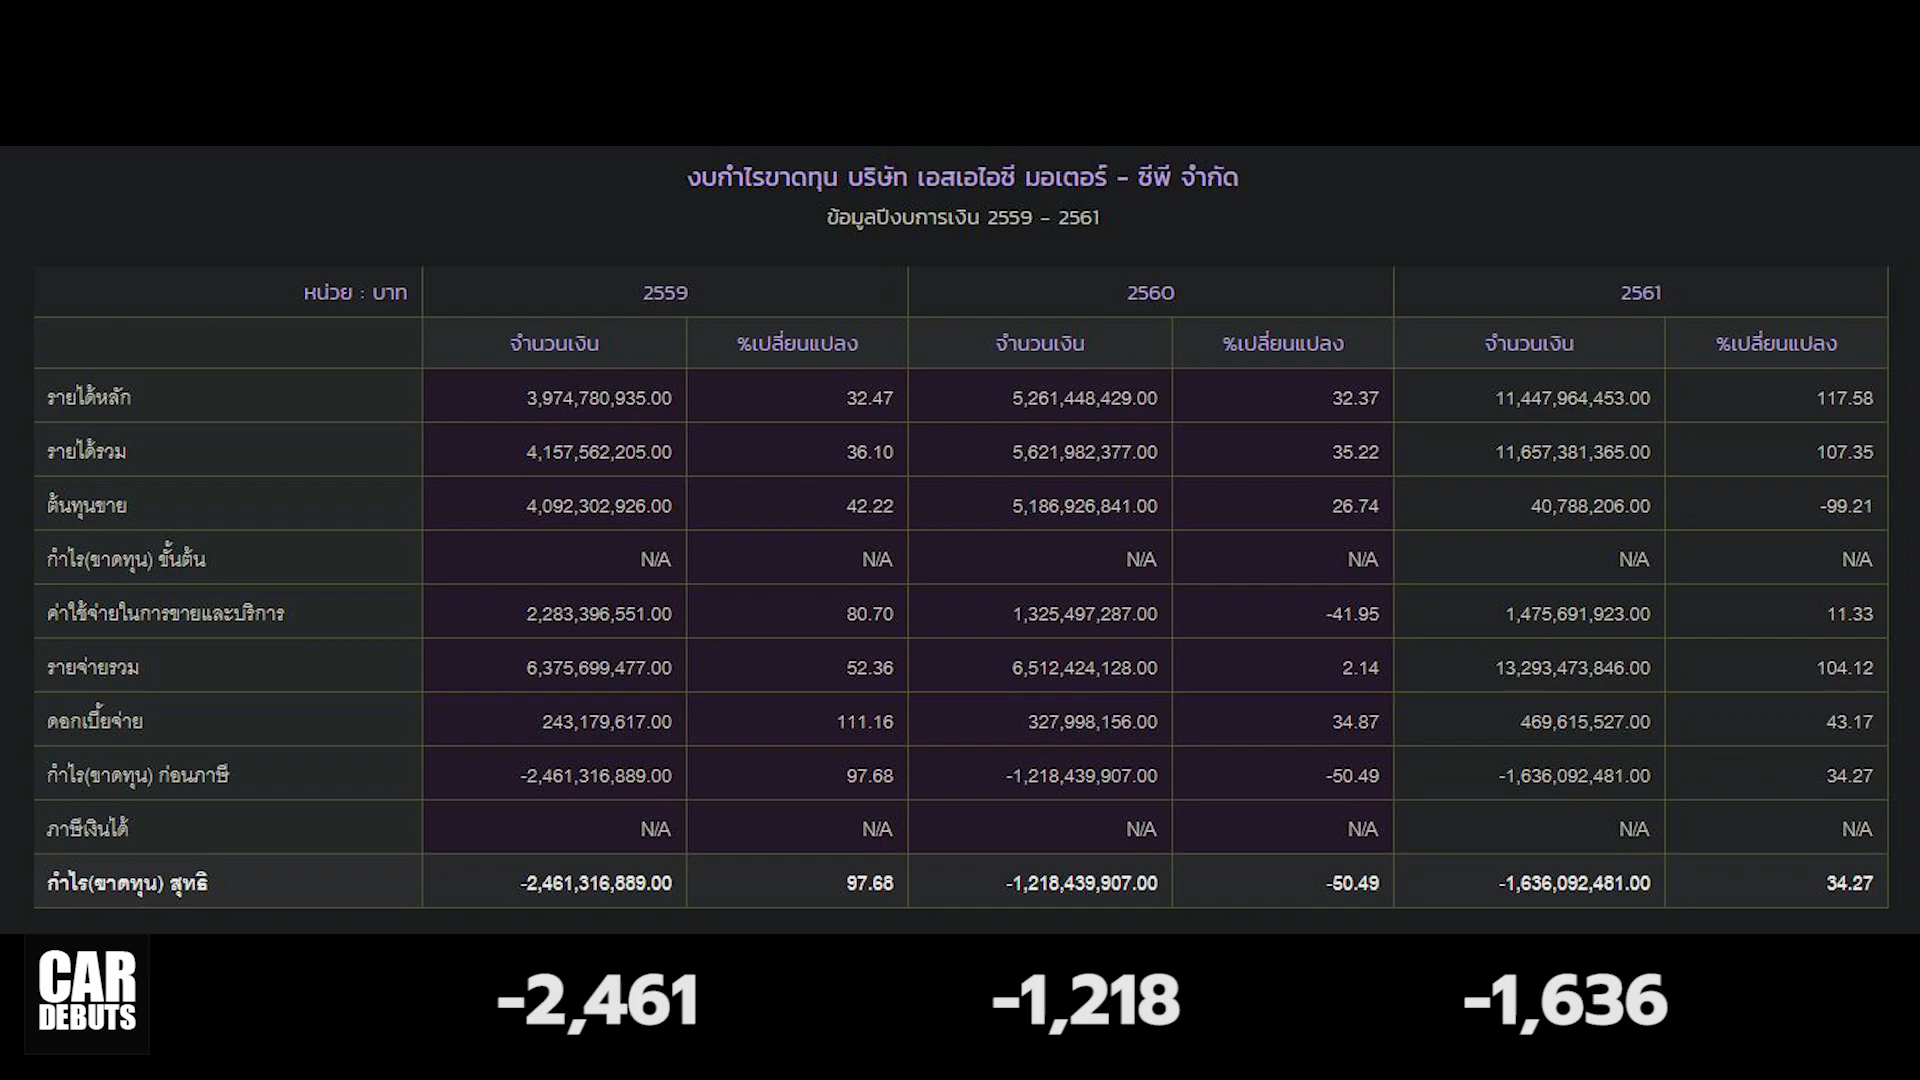 งบกำไรขาดทุน บริษัท เอสเอไอซี มอเตอร์ - ซีพี จำกัด
ข้อมูลปีงบการเงิน 2559 - 2561
หน่วย : บาท 2559 2560 2561
จำนวนเงิน %เปลี่ยนแปลง จำนวนเงิน %เปลี่ยนแปลง จำนวนเงิน %เปลี่ยนแปลง
รายได้หลัก 3,974,780,935.00 32.47 5,261,448,429.00 32.37 11,447,964,453.00 117.58
รายได้รวม 4,157,562,205.00 36.10 5,621,982,377.00 35.22 11,657,381,365.00 107.35
ต้นทุนขาย 4,092,302,926.00 42.22 5,186,926,841.00 26.74 40,788,206.00 -99.21
กำไร(ขาดทุน) ขั้นต้น N/A N/A N/A N/A N/A N/A
ค่าใช้จ่ายในการขายและบริการ 2,283,396,551.00 80.70 1,325,497,287.00 -41.95 1,475,691,923.00 11.33
รายจ่ายรวม 6,375,699,477.00 52.36 6,512,424,128.00 2.14 13,293,473,846.00 104.12
ดอกเบี้ยจ่าย 243,179,617.00 111.16 327,998,156.00 34.87 469,615,527.00 43.17
กำไร(ขาดทุน) ก่อนภาษี -2,461,316,889.00 97.68 -1,218,439,907.00 -50.49 -1,636,092,481.00 34.27
ภาษีเงินได้ N/A N/A N/A N/A N/A N/A
กำไร(ขาดทุน) สุทธิ -2,461,316,889.00 97.68 -1,218,439,907.00 -50.49 -1,636,092,481.00 34.27
CAR
DEBUTS
-2,461 -1,218 -1,636